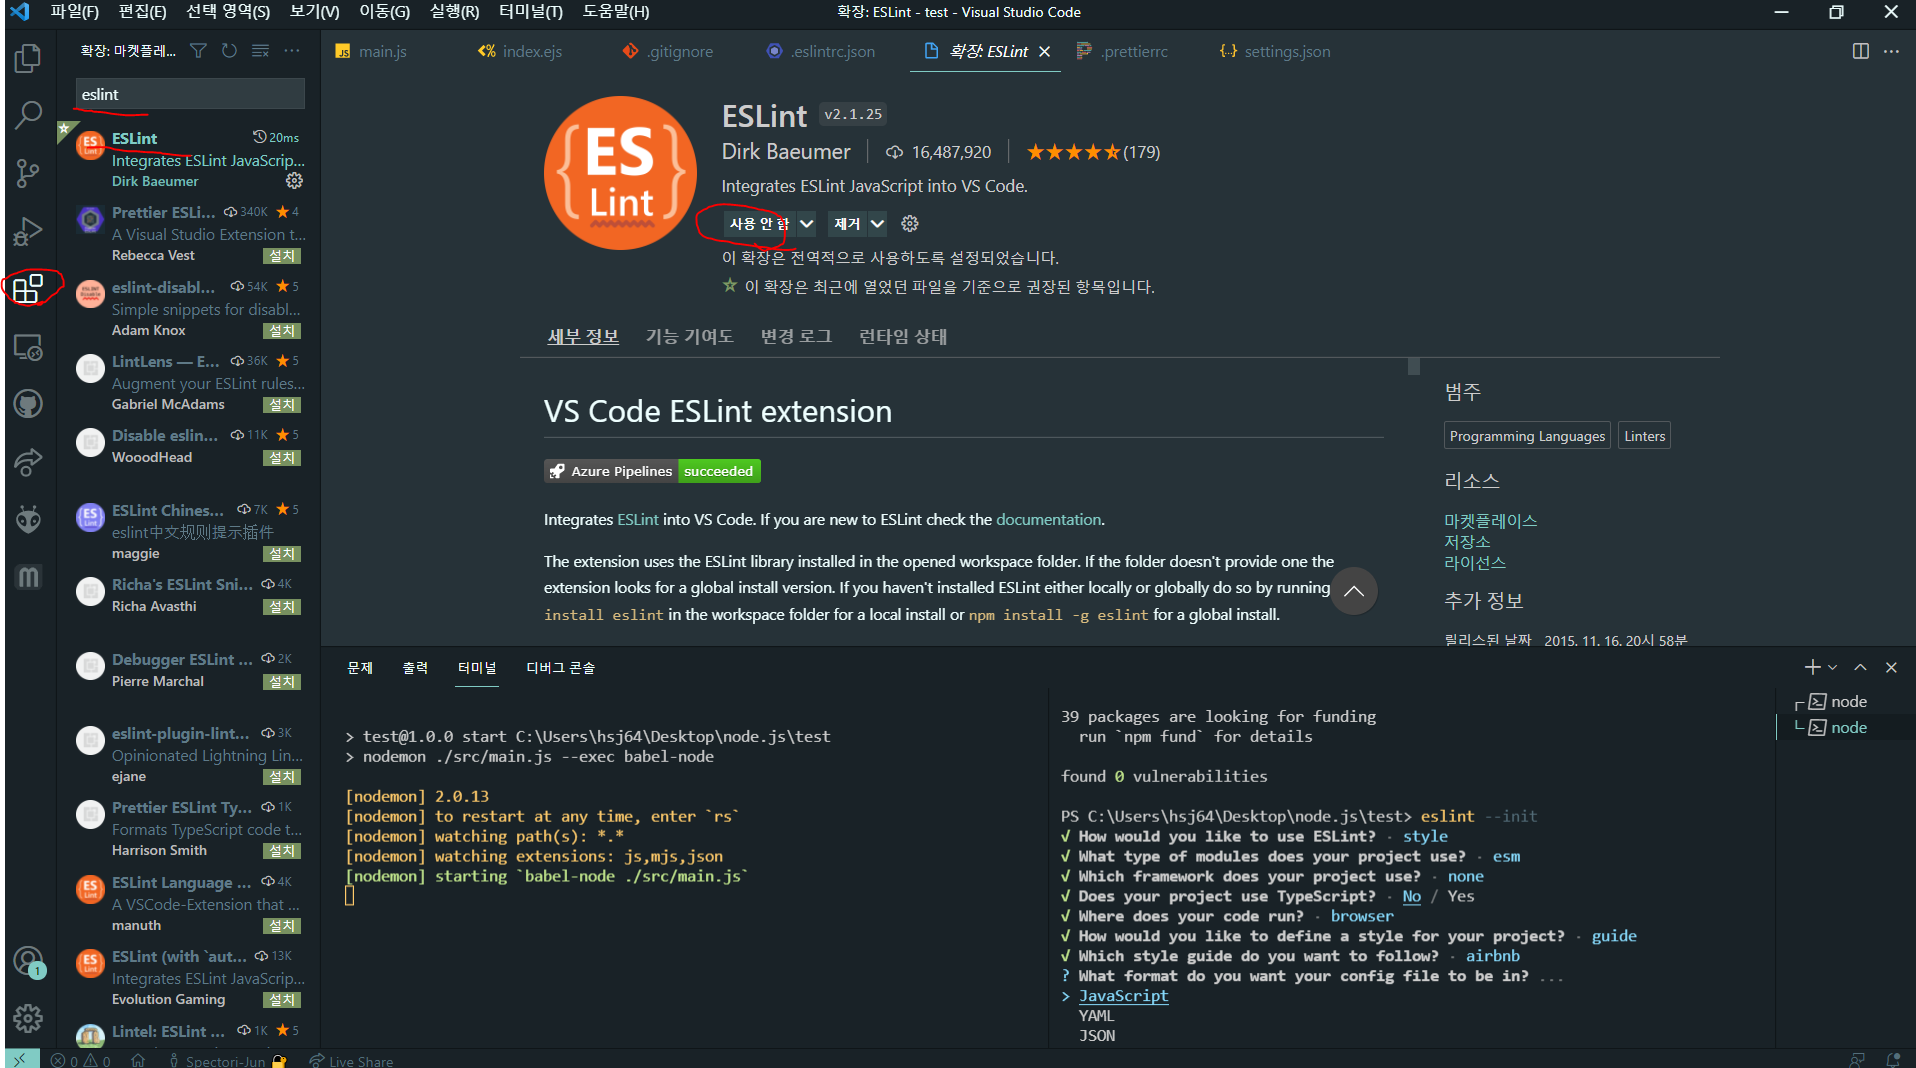 파일(F) 편집(E) 선택 영역(S) 보기(V) 이동(G) 실행(R) 터미널(T) 도움말(H) 확장: ESLint - test - Visual Studio Code
확장: 마켓플레...
main.js index.ejs .gitignore .eslintrc.json 확장: ESLint .prettierrc settings.json
eslint
ESLint 20ms
Integrates ESLint JavaScrip...
Dirk Baeumer
Prettier ESLi... 340K 4
A Visual Studio Extension t...
Rebecca Vest 설치
eslint-disabl... 54K 5
Simple snippets for disabl...
Adam Knox 설치
LintLens — E... 36K 5
Augment your ESLint rules...
Gabriel McAdams 설치
Disable eslin... 11K 5
WooodHead 설치
ESLint Chines... 7K 5
eslint中文规则提示插件
maggie 설치
Richa's ESLint Sni... 4K
Richa Avasthi 설치
Debugger ESLint ... 2K
Pierre Marchal 설치
eslint-plugin-lint... 3K
Opinionated Lightning Lin...
ejane 설치
Prettier ESLint Ty... 1K
Formats TypeScript code t...
Harrison Smith 설치
ESLint Language ... 4K
A VSCode-Extension that ...
manuth 설치
ESLint (with `aut... 13K
Integrates ESLint JavaScrip...
Evolution Gaming 설치
Lintel: ESLint ... 1K 5
{ES}
Lint
ESLint v2.1.25
Dirk Baeumer 16,487,920 (179)
Integrates ESLint JavaScript into VS Code.
사용 안 함 제거
이 확장은 전역적으로 사용하도록 설정되었습니다.
이 확장은 최근에 열었던 파일을 기준으로 권장된 항목입니다.
세부 정보 기능 기여도 변경 로그 런타임 상태
VS Code ESLint extension
Azure Pipelines succeeded
Integrates ESLint into VS Code. If you are new to ESLint check the documentation.
The extension uses the ESLint library installed in the opened workspace folder. If the folder doesn't provide one the
extension looks for a global install version. If you haven't installed ESLint either locally or globally do so by running
install eslint in the workspace folder for a local install or npm install -g eslint for a global install.
범주
Programming Languages Linters
리소스
마켓플레이스
저장소
라이선스
추가 정보
릴리스된 날짜 2015. 11. 16. 20시 58분
문제 출력 터미널 디버그 콘솔
> test@1.0.0 start C:\Users\hsj64\Desktop\node.js\test
> nodemon ./src/main.js --exec babel-node
[nodemon] 2.0.13
[nodemon] to restart at any time, enter `rs`
[nodemon] watching path(s): *.*
[nodemon] watching extensions: js,mjs,json
[nodemon] starting `babel-node ./src/main.js`
39 packages are looking for funding
run `npm fund` for details
found 0 vulnerabilities
PS C:\Users\hsj64\Desktop\node.js\test> eslint --init
√ How would you like to use ESLint? · style
√ What type of modules does your project use? · esm
√ Which framework does your project use? · none
√ Does your project use TypeScript? · No / Yes
√ Where does your code run? · browser
√ How would you like to define a style for your project? · guide
√ Which style guide do you want to follow? · airbnb
? What format do you want your config file to be in? ...
> JavaScript
YAML
JSON
node
node
1
0 0 Spectori-Jun Live Share